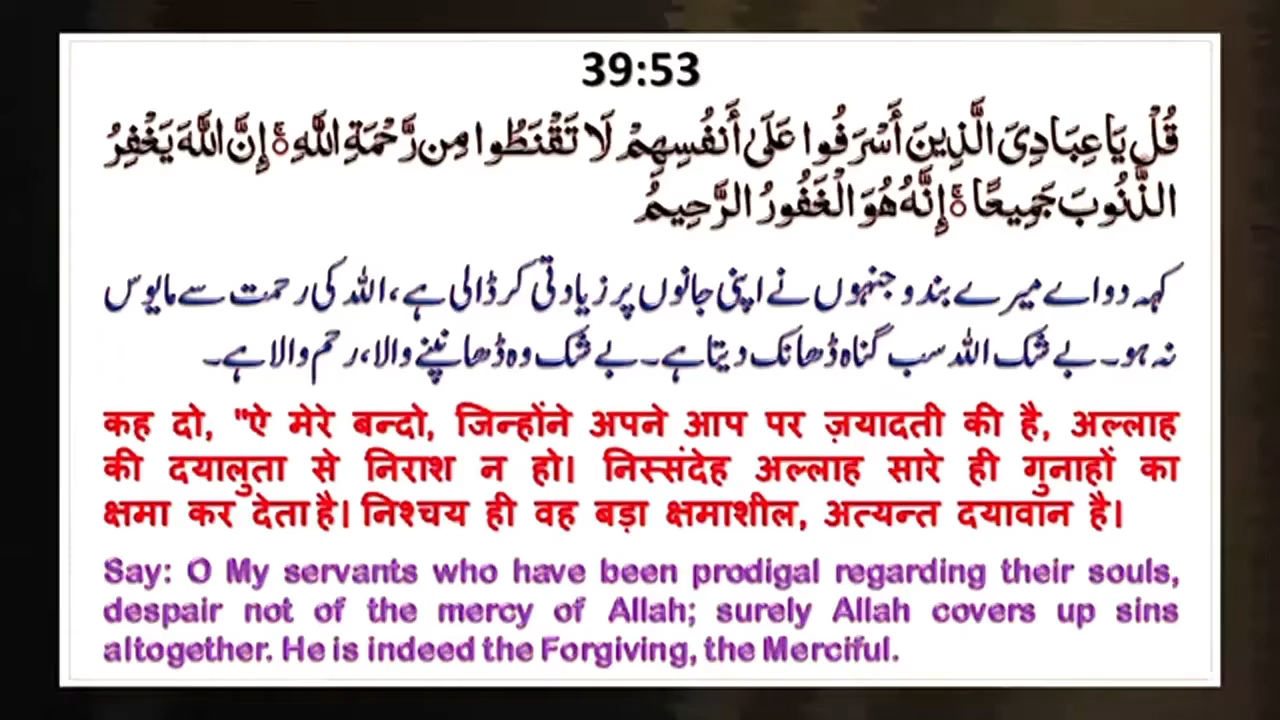 39:53
قُلْ يَا عِبَادِيَ الَّذِينَ أَسْرَفُوا عَلَىٰ أَنفُسِهِمْ لَا تَقْنَطُوا مِن رَّحْمَةِ اللَّهِ ۚ إِنَّ اللَّهَ يَغْفِرُ
الذُّنُوبَ جَمِيعًا ۚ إِنَّهُ هُوَ الْغَفُورُ الرَّحِيمُ
کہہ دو اے میرے بندو جنہوں نے اپنی جانوں پر زیادتی کر ڈالی ہے، اللہ کی رحمت سے مایوس
نہ ہو۔ بے شک اللہ سب گناہ ڈھانک دیتا ہے۔ بے شک وہ ڈھانپنے والا، رحم والا ہے۔
कह दो, "ऐ मेरे बन्दो, जिन्होंने अपने आप पर ज़यादती की है, अल्लाह
की दयालुता से निराश न हो। निस्संदेह अल्लाह सारे ही गुनाहों का
क्षमा कर देता है। निश्चय ही वह बड़ा क्षमाशील, अत्यन्त दयावान है।
Say: O My servants who have been prodigal regarding their souls,
despair not of the mercy of Allah; surely Allah covers up sins
altogether. He is indeed the Forgiving, the Merciful.